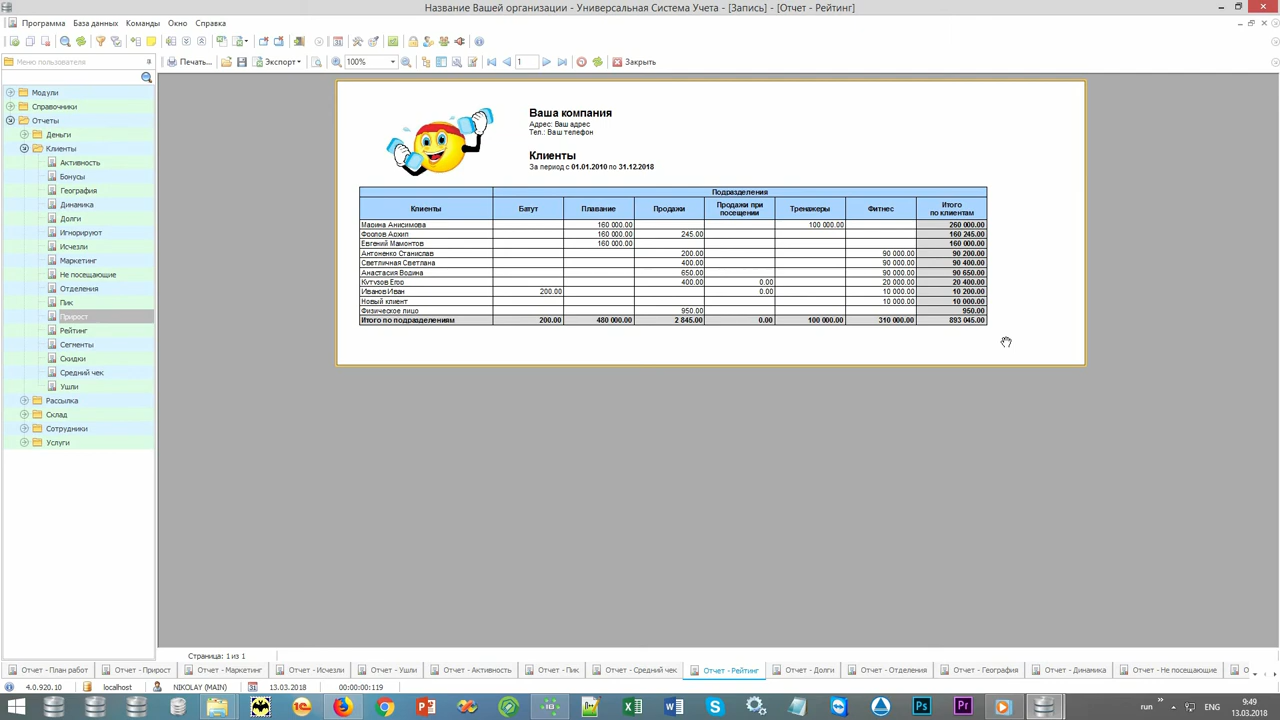 Название Вашей организации - Универсальная Система Учета - [Запись] - [Отчет - Рейтинг]
Программа База данных Команды Окно Справка
Меню пользователя
Печать... Экспорт 100% 1 Закрыть
Модули
Справочники
Отчеты
Деньги
Клиенты
Активность
Бонусы
География
Динамика
Долги
Игнорируют
Исчезли
Маркетинг
Не посещающие
Отделения
Пик
Прирост
Рейтинг
Сегменты
Скидки
Средний чек
Ушли
Рассылка
Склад
Сотрудники
Услуги
Ваша компания
Адрес: Ваш адрес
Тел.: Ваш телефон
Клиенты
За период с 01.01.2010 по 31.12.2018
Подразделения
Клиенты Батут Плавание Продажи Продажи при посещении Тренажеры Фитнес Итого по клиентам
Марина Анисимова 160 000.00 100 000.00 260 000.00
Фролов Архип 160 000.00 245.00 160 245.00
Евгений Мамонтов 160 000.00 160 000.00
Антоненко Станислав 200.00 90 000.00 90 200.00
Светличная Светлана 400.00 90 000.00 90 400.00
Анастасия Водина 650.00 90 000.00 90 650.00
Кутузов Егор 400.00 0.00 20 000.00 20 400.00
Иванов Иван 200.00 0.00 10 000.00 10 200.00
Новый клиент 10 000.00 10 000.00
Физическое лицо 950.00 950.00
Итого по подразделениям 200.00 480 000.00 2 845.00 0.00 100 000.00 310 000.00 893 045.00
Страница: 1 из 1
Отчет - План работ Отчет - Прирост Отчет - Маркетинг Отчет - Исчезли Отчет - Ушли Отчет - Активность Отчет - Пик Отчет - Средний чек Отчет - Рейтинг Отчет - Долги Отчет - Отделения Отчет - География Отчет - Динамика Отчет - Не посещающие О
4.0.920.10 localhost NIKOLAY (MAIN) 13.03.2018 00:00:00:119
run ENG 9:49
13.03.2018